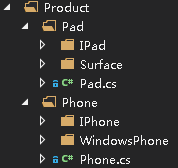 Product
Pad
IPad
Surface
C# Pad.cs
Phone
IPhone
WindowsPhone
C# Phone.cs